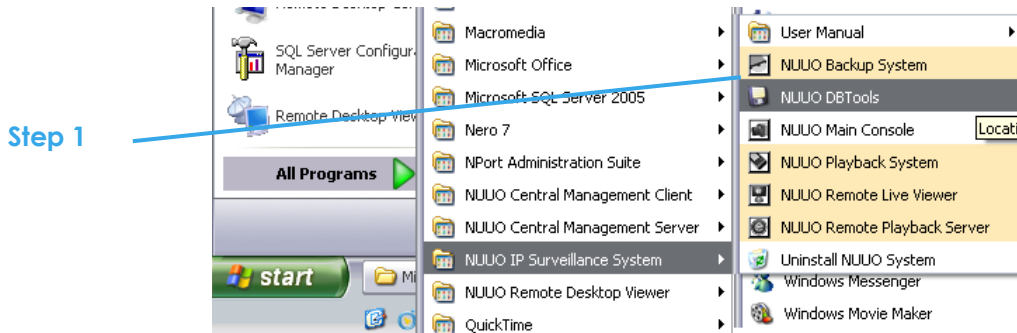 Step 1
SQL Server Configur
Manager
Remote Desktop View
All Programs
start
Mi
Macromedia
Microsoft Office
Microsoft SQL Server 2005
Nero 7
NPort Administration Suite
NUUO Central Management Client
NUUO Central Management Server
NUUO IP Surveillance System
NUUO Remote Desktop Viewer
QuickTime
User Manual
NUUO Backup System
NUUO DBTools
NUUO Main Console
Locati
NUUO Playback System
NUUO Remote Live Viewer
NUUO Remote Playback Server
Uninstall NUUO System
Windows Messenger
Windows Movie Maker